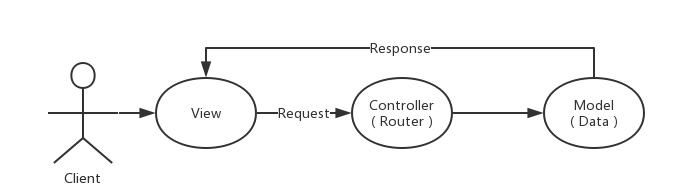 Response
View
Request
Controller
( Router )
Model
( Data )
Client